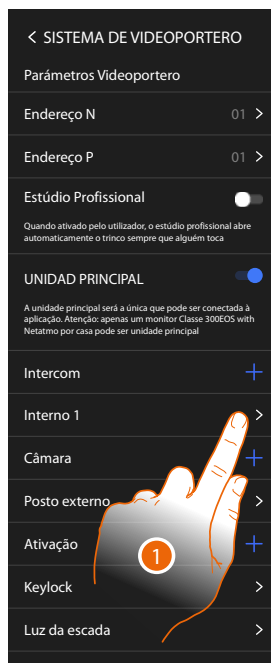 < SISTEMA DE VIDEOPORTERO
Parámetros Videoportero
Endereço N 01 >
Endereço P 01 >
Estúdio Profissional
Quando ativado pelo utilizador, o estúdio profissional abre
automaticamente o trinco sempre que alguém toca
UNIDAD PRINCIPAL
A unidade principal será a única que pode ser conectada à
aplicação. Atenção: apenas um monitor Classe 300EOS with
Netatmo por casa pode ser unidade principal
Intercom +
Interno 1 >
Câmara +
Posto externo >
Ativação +
1
Keylock >
Luz da escada >